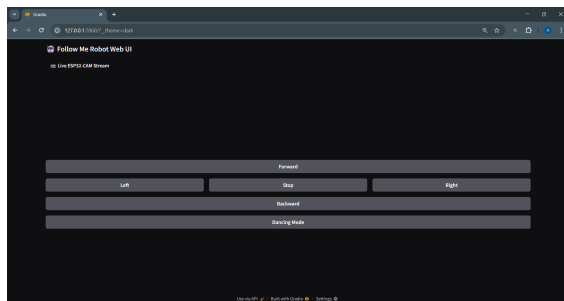 Gradio
127.0.0.1:7860/?__theme=dark
Follow Me Robot Web UI
Live ESP32-CAM Stream
Forward
Left Stop Right
Backward
Dancing Mode
Use via API · Built with Gradio · Settings